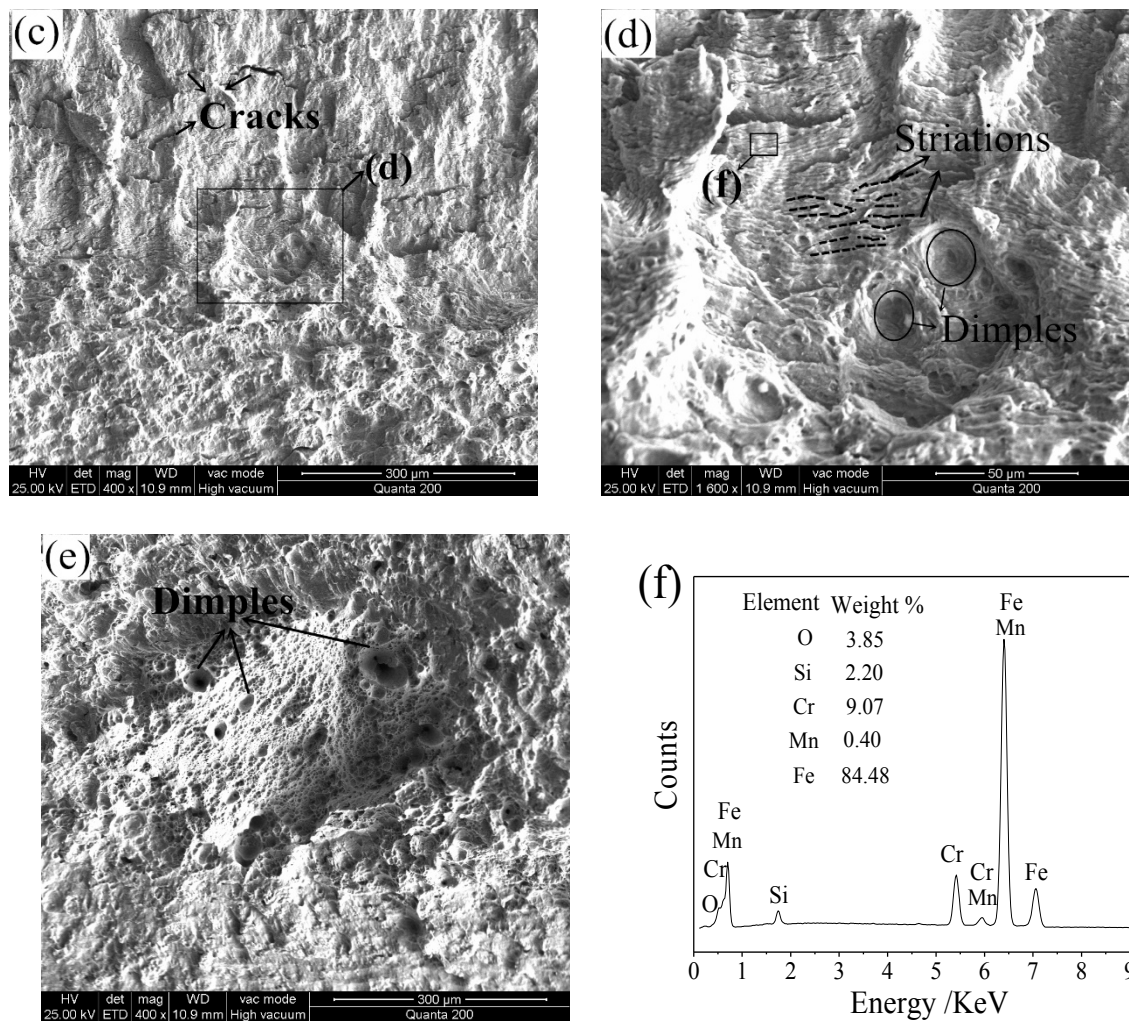 (c)
Cracks
(d)
HV det mag WD vac mode 300 µm
25.00 kV ETD 400 x 10.9 mm High vacuum Quanta 200
(d)
Striations
(f)
Dimples
HV det mag WD vac mode 50 µm
25.00 kV ETD 1 600 x 10.9 mm High vacuum Quanta 200
(e)
Dimples
HV det mag WD vac mode 300 µm
25.00 kV ETD 400 x 10.9 mm High vacuum Quanta 200
(f)
Element Weight %
O 3.85
Si 2.20
Cr 9.07
Mn 0.40
Fe 84.48
Fe
Mn
Fe
Mn
Cr
O
Si
Cr
Cr
Mn
Fe
Counts
0 1 2 3 4 5 6 7 8 9
Energy /KeV